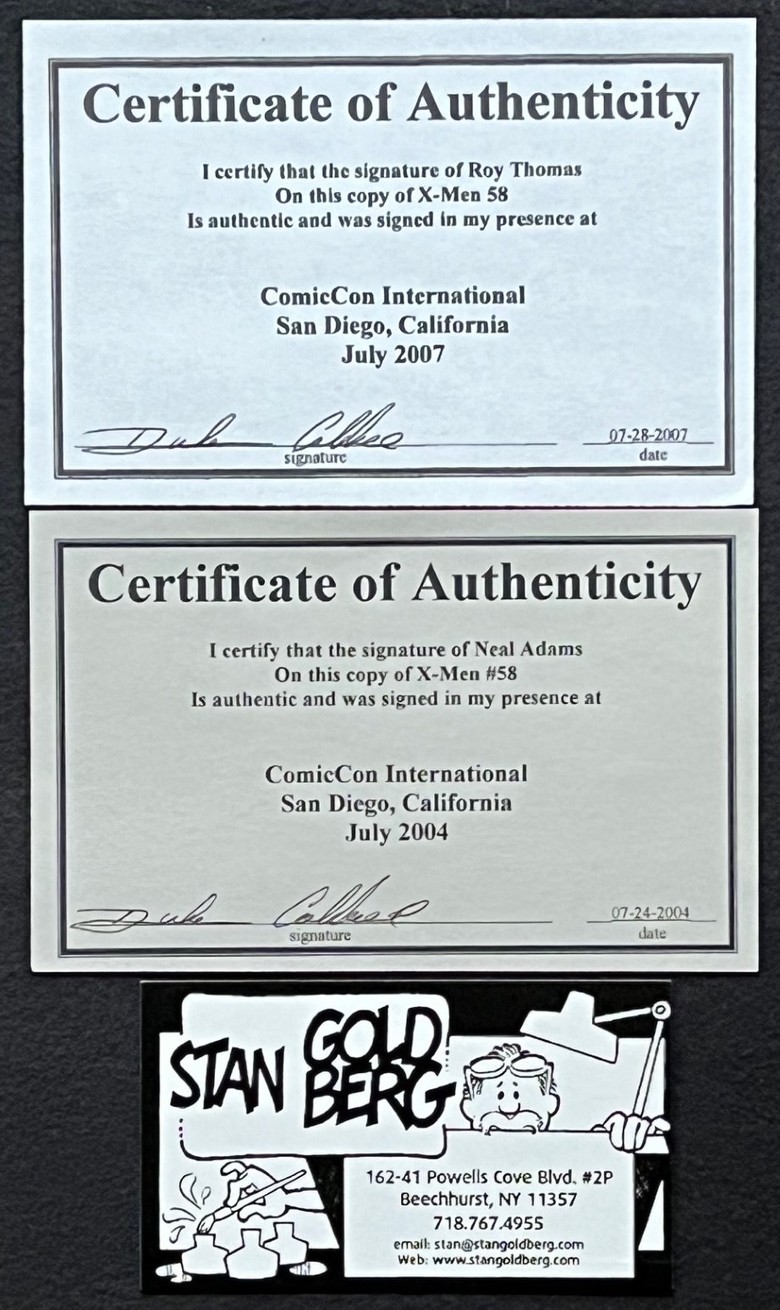 Certificate of Authenticity
I certify that the signature of Roy Thomas
On this copy of X-Men 58
Is authentic and was signed in my presence at
ComicCon International
San Diego, California
July 2007
07-28-2007
signature
date
Certificate of Authenticity
I certify that the signature of Neal Adams
On this copy of X-Men #58
Is authentic and was signed in my presence at
ComicCon International
San Diego, California
July 2004
07-24-2004
signature
date
STAN GOLD
BERG
162-41 Powells Cove Blvd. #2P
Beechhurst, NY 11357
718.767.4955
email: stan@stangoldberg.com
Web: www.stangoldberg.com